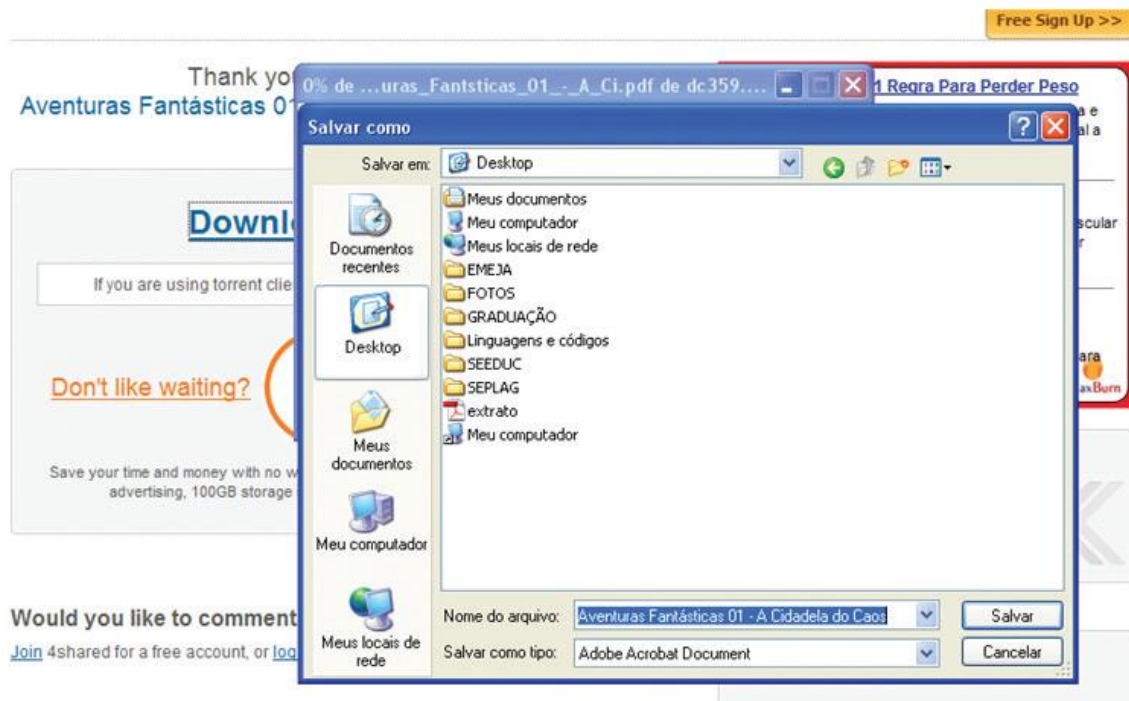 Free Sign Up >>
Thank yo
Aventuras Fantásticas 01
Downl
If you are using torrent clie
Don't like waiting?
Save your time and money with no w
advertising, 100GB storage
Would you like to comment
Join 4shared for a free account, or log
0% de ...uras_Fantsticas_01_-_A_Ci.pdf de dc359....
1 Regra Para Perder Peso
a e
al a
scular
r
ara
axBurn
Salvar como
Salvar em:
Desktop
Documentos
recentes
Desktop
Meus
documentos
Meu computador
Meus locais de
rede
Meus documentos
Meu computador
Meus locais de rede
EMEJA
FOTOS
GRADUAÇÃO
Linguagens e códigos
SEEDUC
SEPLAG
extrato
Meu computador
Nome do arquivo:
Aventuras Fantásticas 01 - A Cidadela do Caos
Salvar
Salvar como tipo:
Adobe Acrobat Document
Cancelar